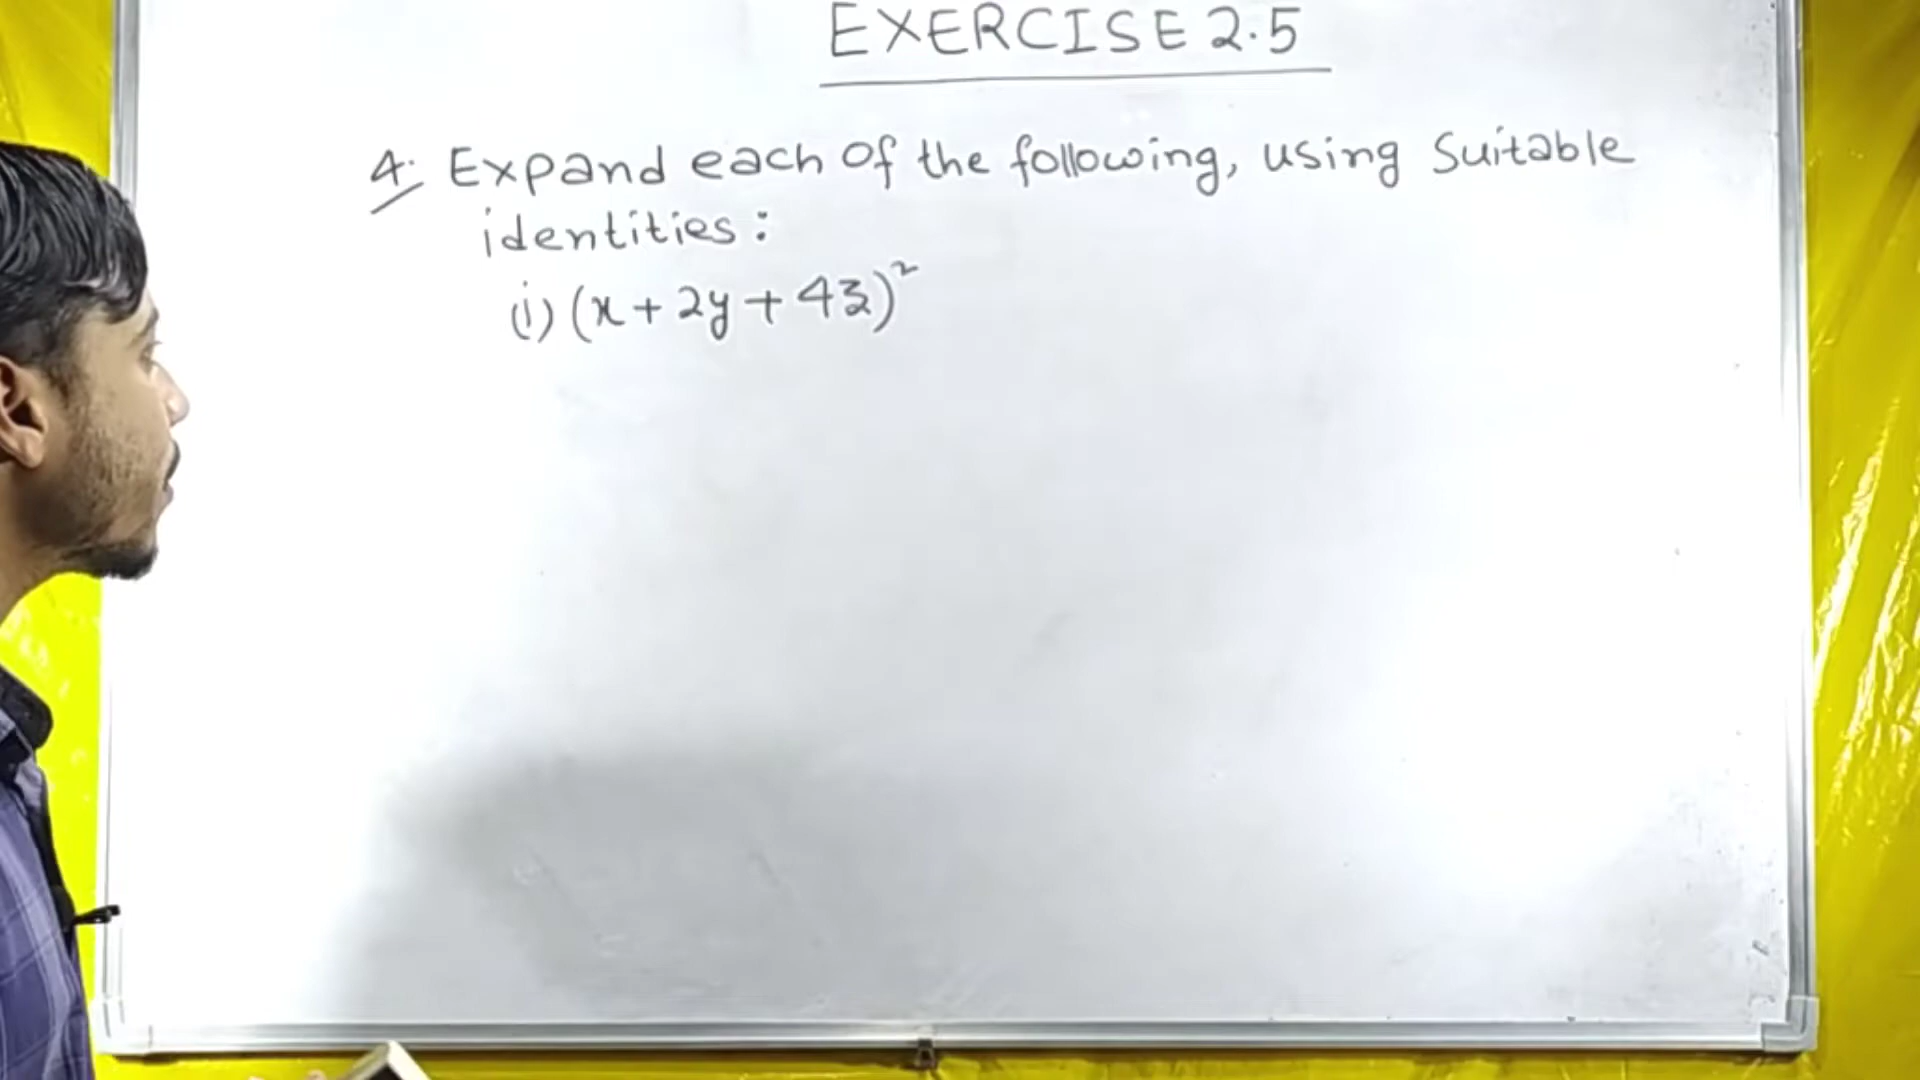 EXERCISE 2.5
4. Expand each of the following, using Suitable
identities:
(i) (x+2y+4z)²